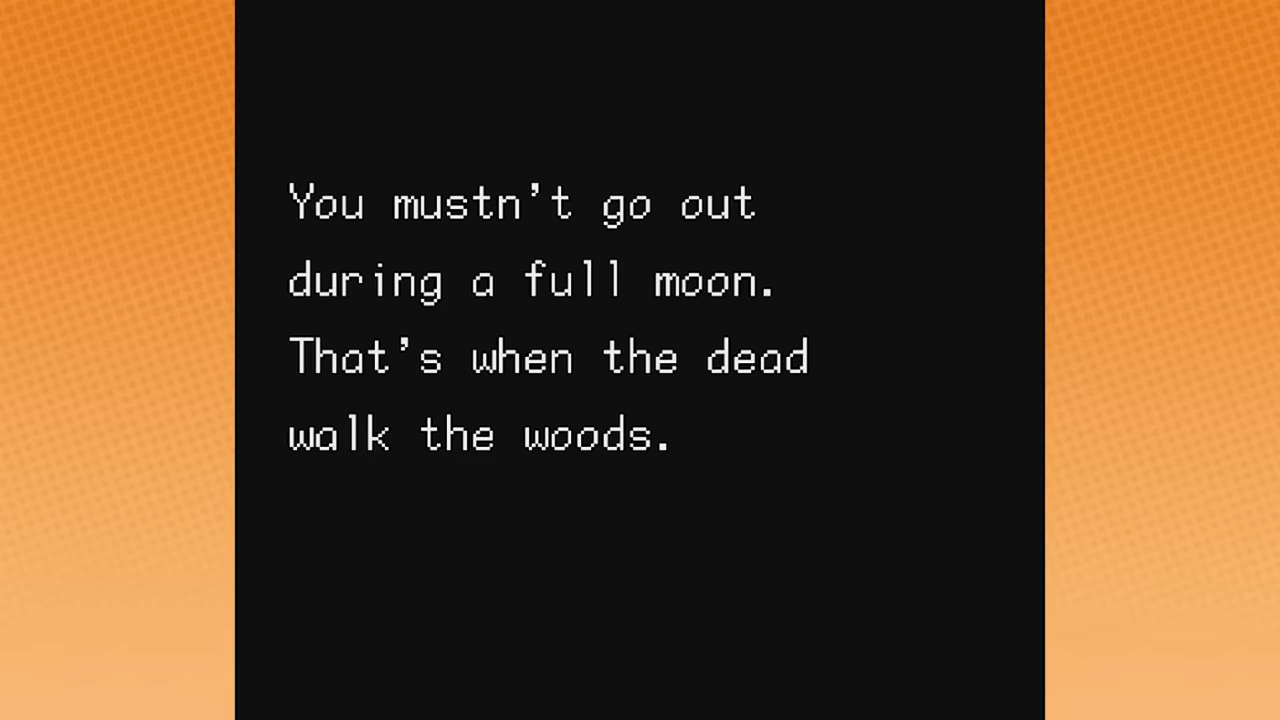 You mustn't go out
during a full moon.
That's when the dead
walk the woods.